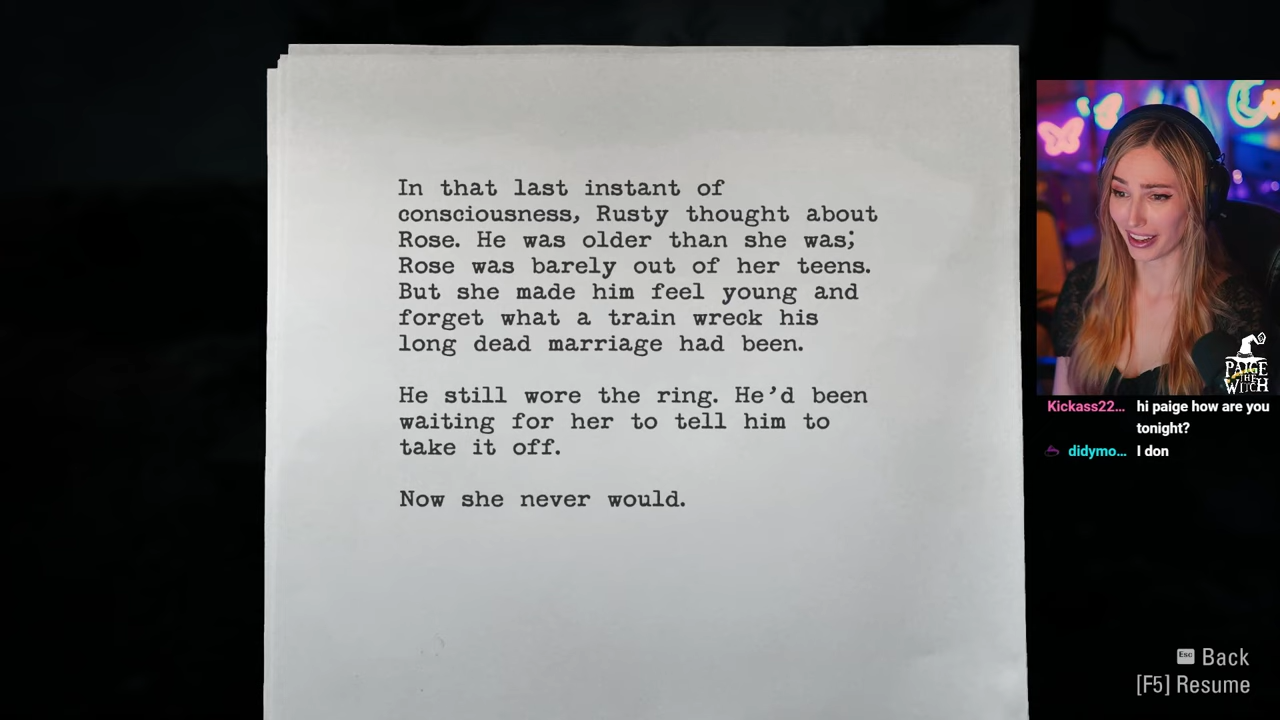 In that last instant of
consciousness, Rusty thought about
Rose. He was older than she was;
Rose was barely out of her teens.
But she made him feel young and
forget what a train wreck his
long dead marriage had been.
He still wore the ring. He'd been
waiting for her to tell him to
take it off.
Now she never would.
PAIGE
THE
WITCH
Kickass22... hi paige how are you
tonight?
didymo... I don
Esc Back
[F5] Resume